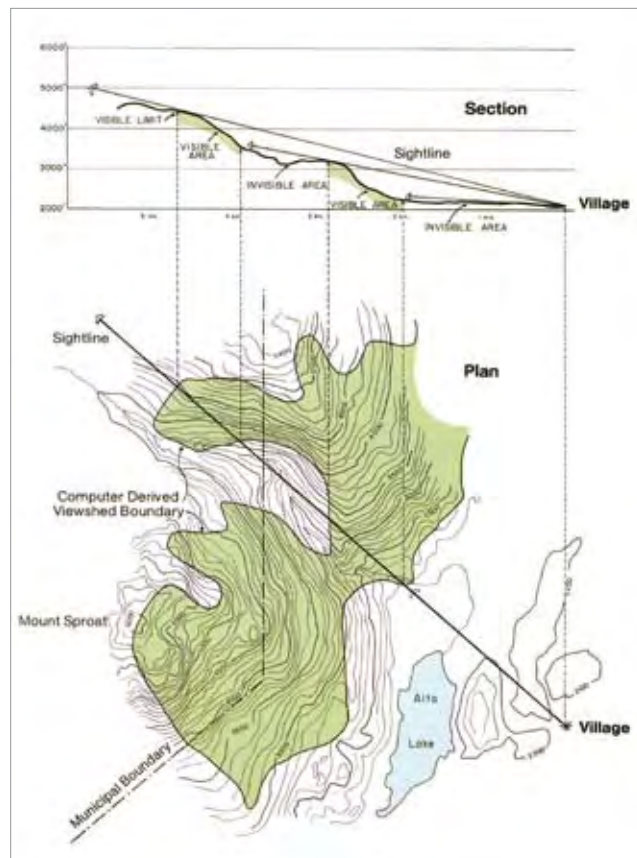 6000'
5000'
4000'
3000'
2000'
Section
VISIBLE LIMIT
VISIBLE
AREA
Sightline
INVISIBLE AREA
VISIBLE AREA
INVISIBLE AREA
Village
Sightline
Plan
Computer Derived
Viewshed Boundary
Mount Sproat
Alta
Lake
Village
Municipal Boundary